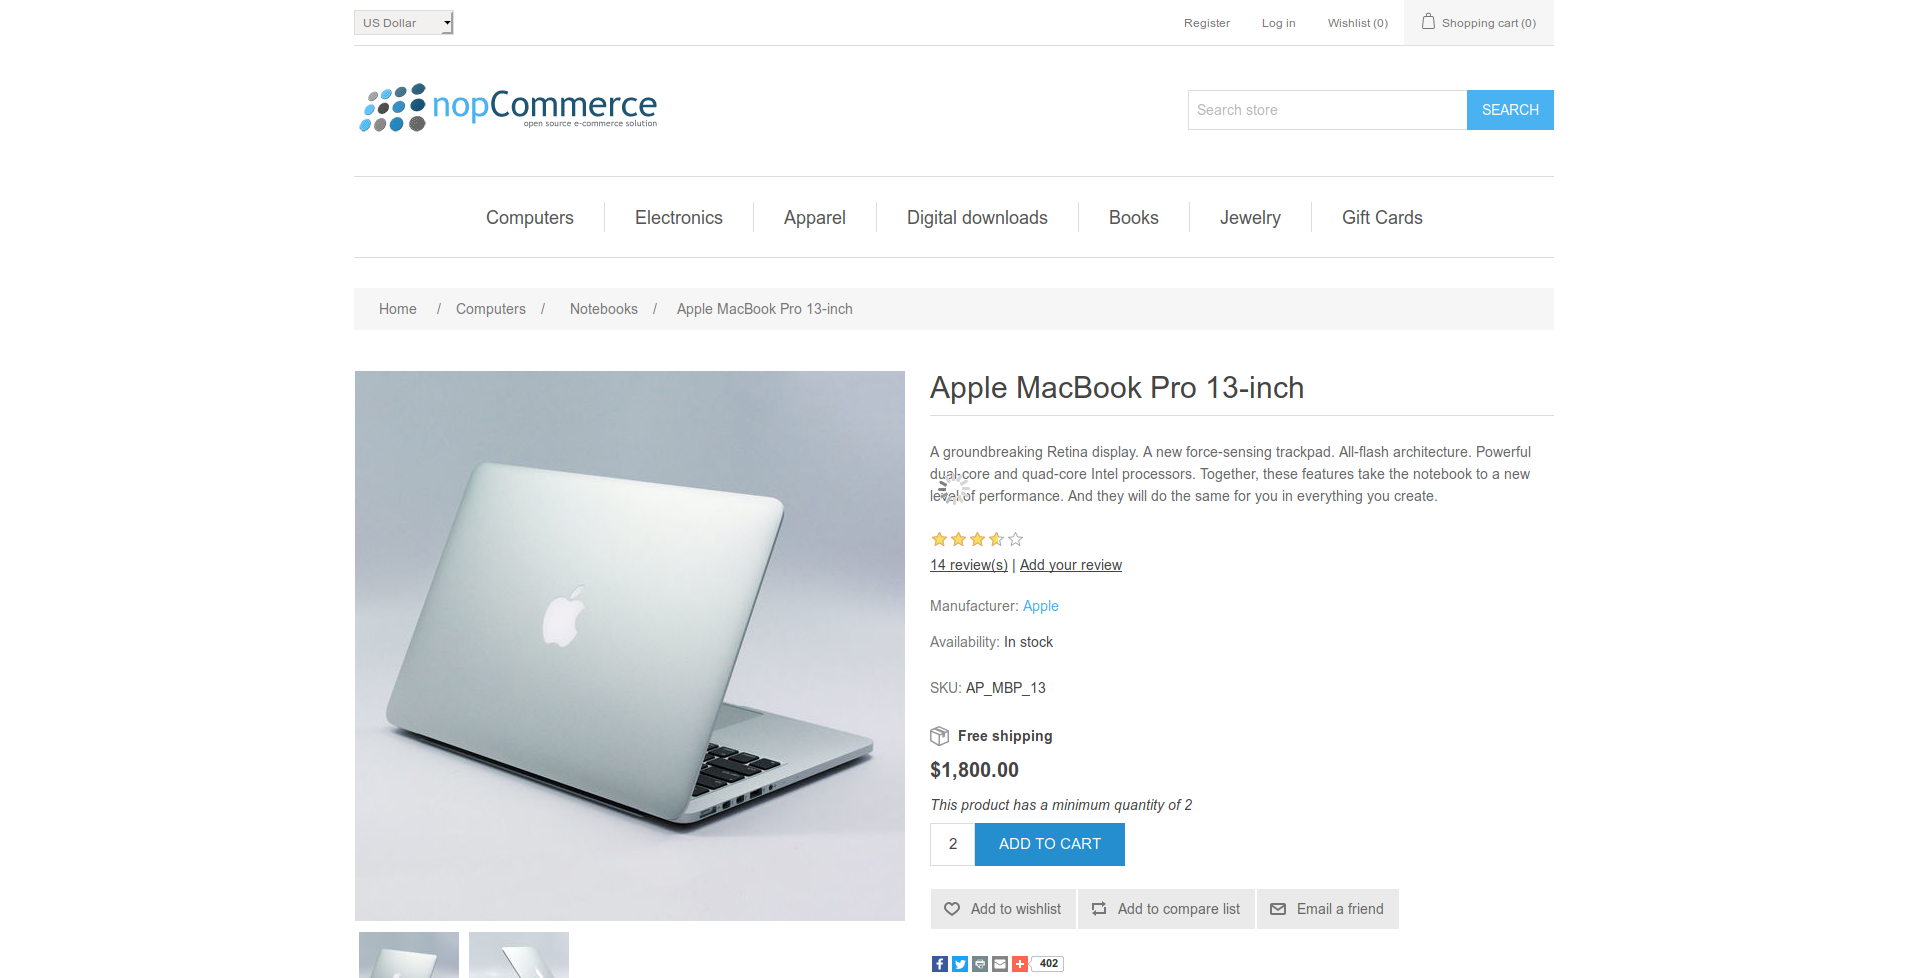 US Dollar
Register
Log in
Wishlist (0)
Shopping cart (0)
nopCommerce
open source e-commerce solution
Search store
SEARCH
Computers
Electronics
Apparel
Digital downloads
Books
Jewelry
Gift Cards
Home / Computers / Notebooks / Apple MacBook Pro 13-inch
Apple MacBook Pro 13-inch
A groundbreaking Retina display. A new force-sensing trackpad. All-flash architecture. Powerful
dual-core and quad-core Intel processors. Together, these features take the notebook to a new
level of performance. And they will do the same for you in everything you create.
14 review(s) | Add your review
Manufacturer: Apple
Availability: In stock
SKU: AP_MBP_13
Free shipping
$1,800.00
This product has a minimum quantity of 2
2
ADD TO CART
Add to wishlist
Add to compare list
Email a friend
402